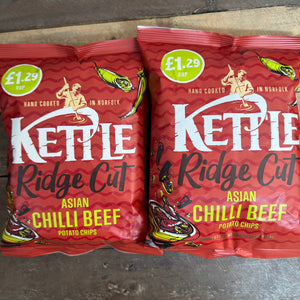 £1.29
RRP
HAND COOKED IN NORFOLK
KETTLE
Ridge Cut
ASIAN
CHILLI BEEF
POTATO CHIPS
£1.29
RRP
HAND COOKED IN NORFOLK
KETTLE
Ridge Cut
ASIAN
CHILLI BEEF
POTATO CHIPS